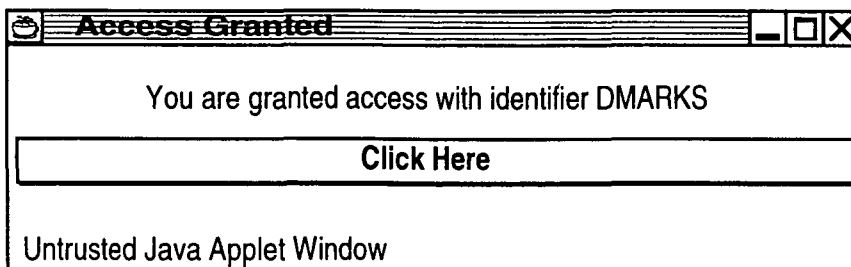 Access Granted
You are granted access with identifier DMARKS
Click Here
Untrusted Java Applet Window